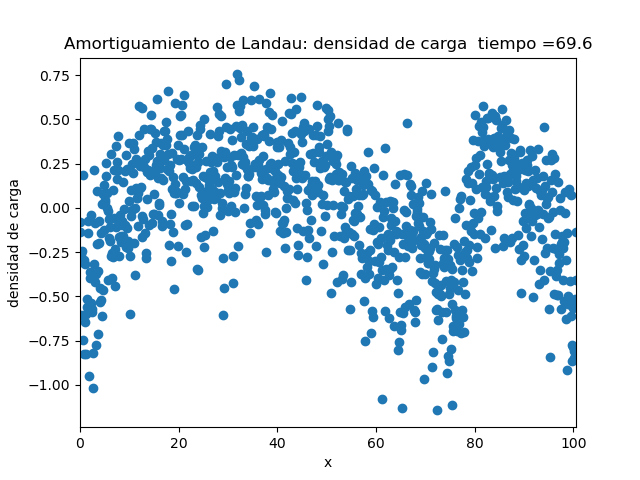 Amortiguamiento de Landau: densidad de carga  tiempo =69.6
0.75
0.50
0.25
0.00
−0.25
−0.50
−0.75
−1.00
densidad de carga
0 20 40 60 80 100
x